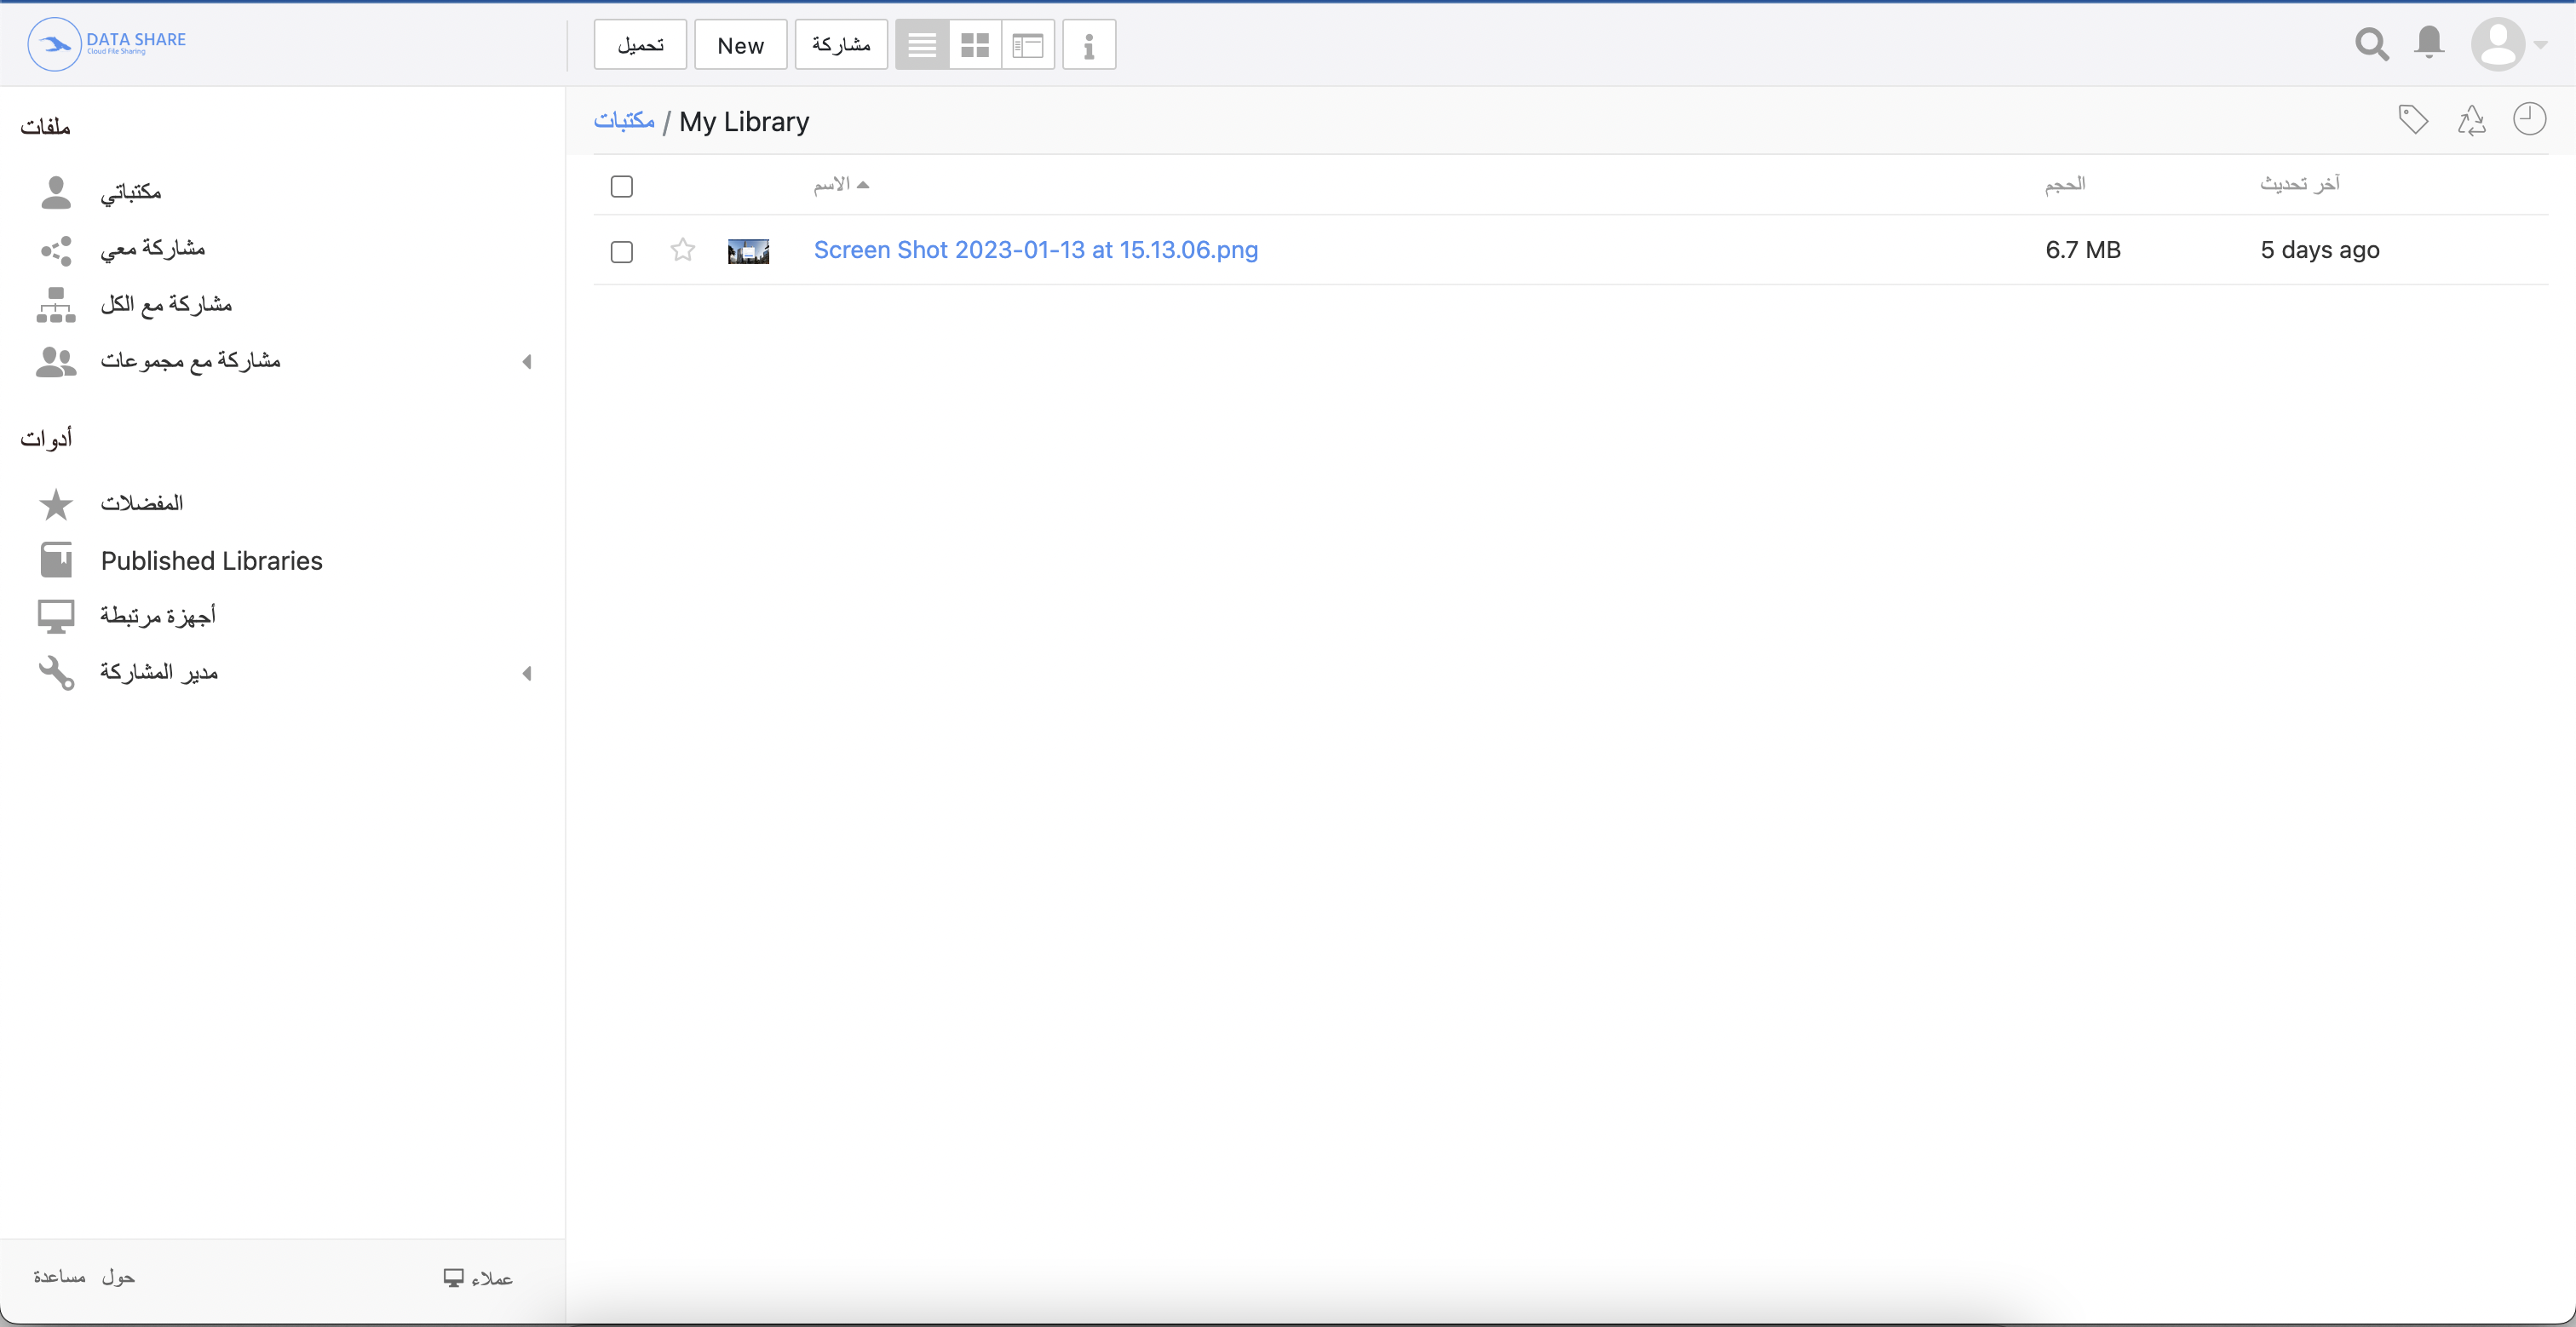 DATA SHARE
Cloud File Sharing
تحميل
New
مشاركة
ملفات
مكتباتي
مشاركة معي
مشاركة مع الكل
مشاركة مع مجموعات
أدوات
المفضلات
Published Libraries
أجهزة مرتبطة
مدير المشاركة
مساعدة
حول
عملاء
مكتبات / My Library
الاسم
الحجم
آخر تحديث
Screen Shot 2023-01-13 at 15.13.06.png
6.7 MB
5 days ago